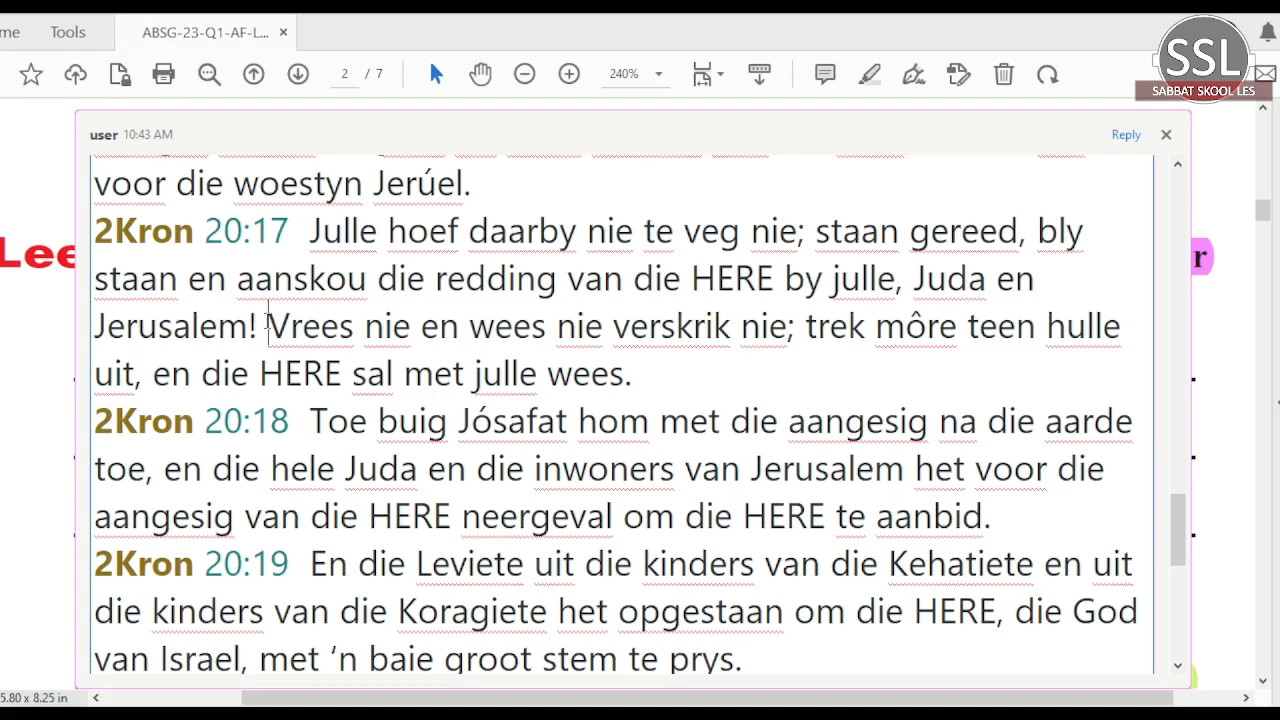 me Tools ABSG-23-Q1-AF-L... ×
2 / 7 240%
SSL
SABBAT SKOOL LES
user 10:43 AM Reply
voor die woestyn Jerúel.
2Kron 20:17 Julle hoef daarby nie te veg nie; staan gereed, bly
staan en aanskou die redding van die HERE by julle, Juda en
Jerusalem! Vrees nie en wees nie verskrik nie; trek môre teen hulle
uit, en die HERE sal met julle wees.
2Kron 20:18 Toe buig Jósafat hom met die aangesig na die aarde
toe, en die hele Juda en die inwoners van Jerusalem het voor die
aangesig van die HERE neergeval om die HERE te aanbid.
2Kron 20:19 En die Leviete uit die kinders van die Kehatiete en uit
die kinders van die Koragiete het opgestaan om die HERE, die God
van Israel, met ‘n baie groot stem te prys.
Lee
r
5.80 x 8.25 in